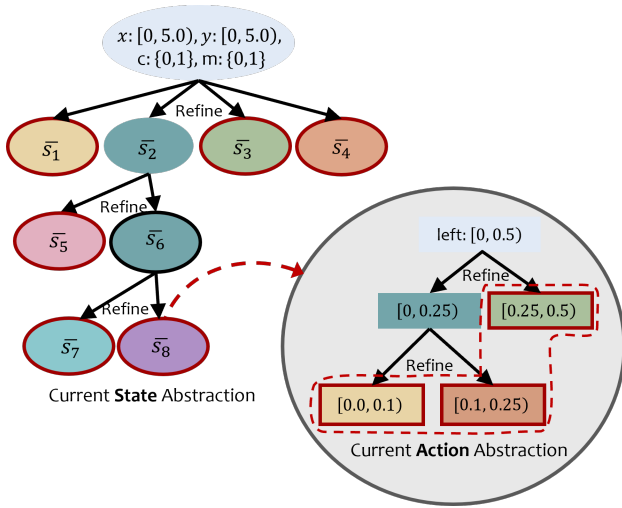 x: [0, 5.0), y: [0, 5.0),
c: {0,1}, m: {0,1}
Refine
s̅₁
s̅₂
s̅₃
s̅₄
Refine
s̅₅
s̅₆
left: [0, 0.5)
Refine
[0, 0.25)
[0.25, 0.5)
Refine
s̅₇
s̅₈
Refine
[0.0, 0.1)
[0.1, 0.25)
Current State Abstraction
Current Action Abstraction